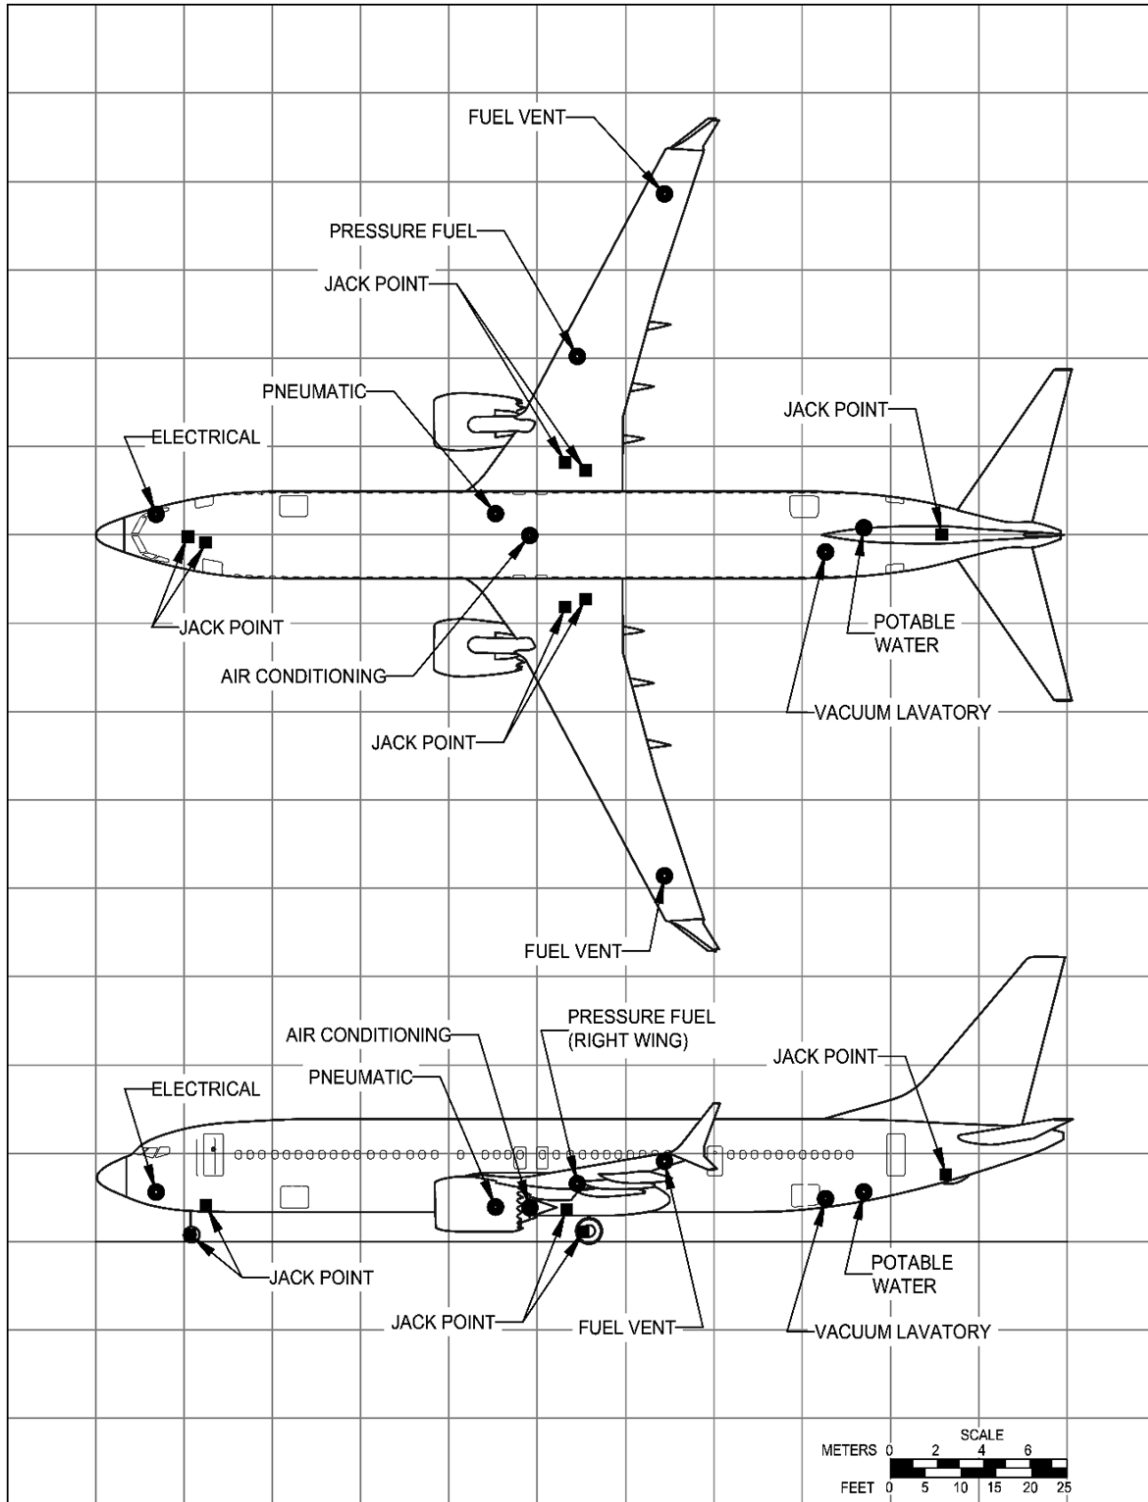 FUEL VENT
PRESSURE FUEL
JACK POINT
PNEUMATIC
JACK POINT
ELECTRICAL
JACK POINT
POTABLE
WATER
AIR CONDITIONING
VACUUM LAVATORY
JACK POINT
FUEL VENT
PRESSURE FUEL
(RIGHT WING)
AIR CONDITIONING
JACK POINT
PNEUMATIC
ELECTRICAL
POTABLE
WATER
JACK POINT
JACK POINT
FUEL VENT
VACUUM LAVATORY
SCALE
METERS 0 2 4 6
FEET 0 5 10 15 20 25